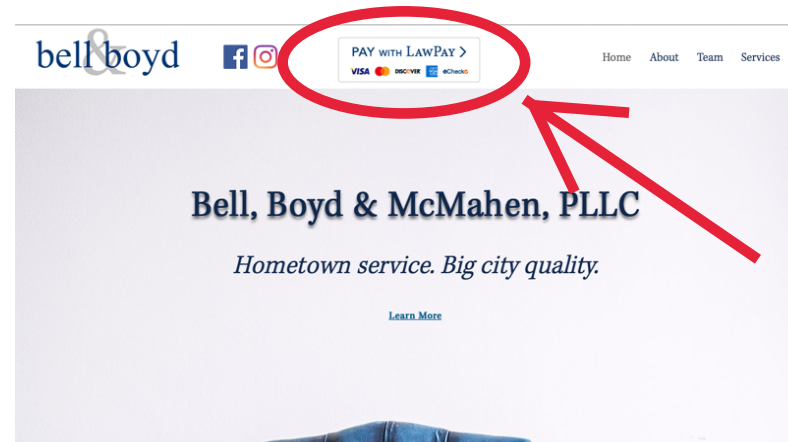 bell & boyd
PAY WITH LAWPAY >
VISA DISCOVER eCheck
Home About Team Services
Bell, Boyd & McMahen, PLLC
Hometown service. Big city quality.
Learn More